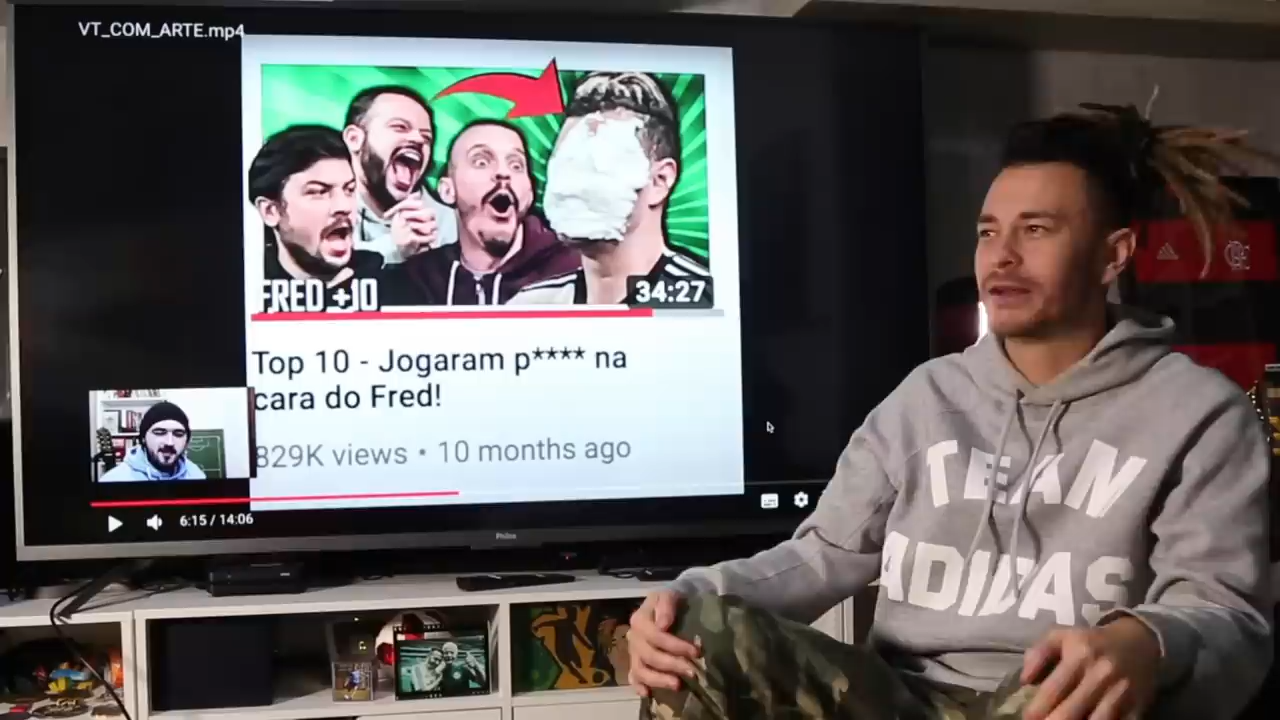 VT_COM_ARTE.mp4
FRED +10
34:27
Top 10 - Jogaram p**** na
cara do Fred!
829K views • 10 months ago
6:15 / 14:06
Philco
TEAM
ADIDAS